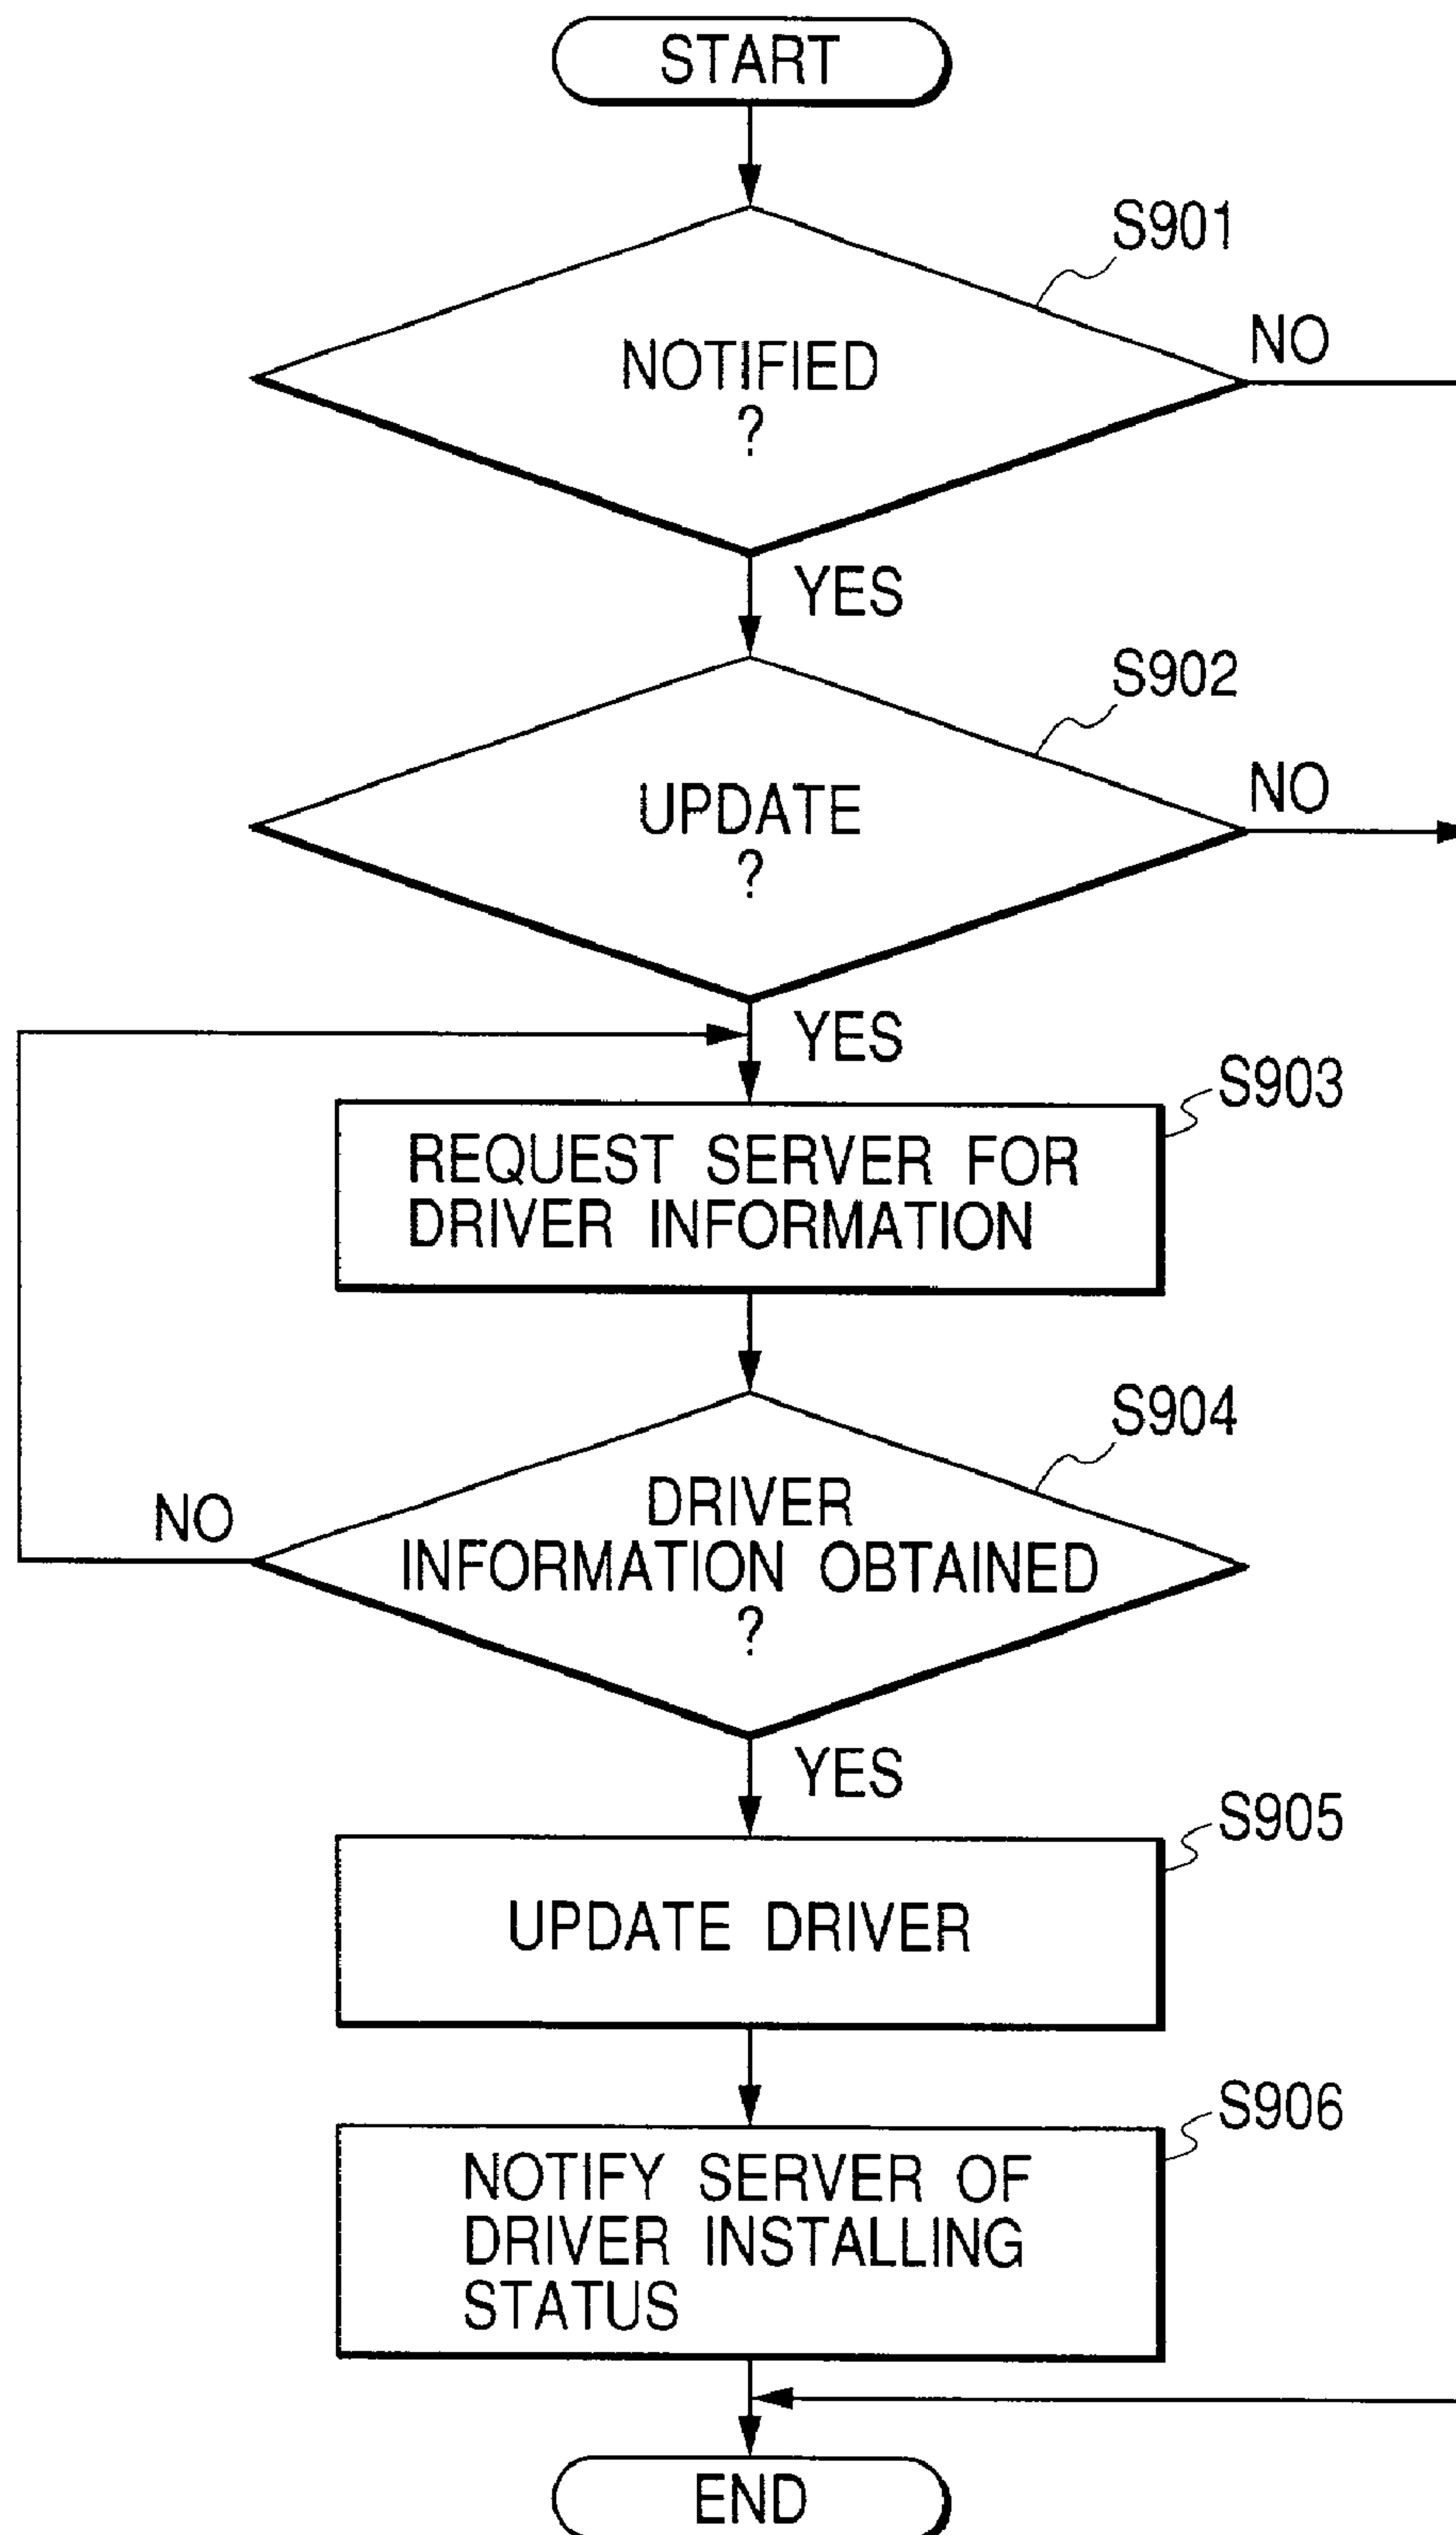 START
S901
NOTIFIED
?
NO
YES
S902
UPDATE
?
NO
YES
S903
REQUEST SERVER FOR
DRIVER INFORMATION
S904
DRIVER
INFORMATION OBTAINED
?
NO
YES
S905
UPDATE DRIVER
S906
NOTIFY SERVER OF
DRIVER INSTALLING
STATUS
END